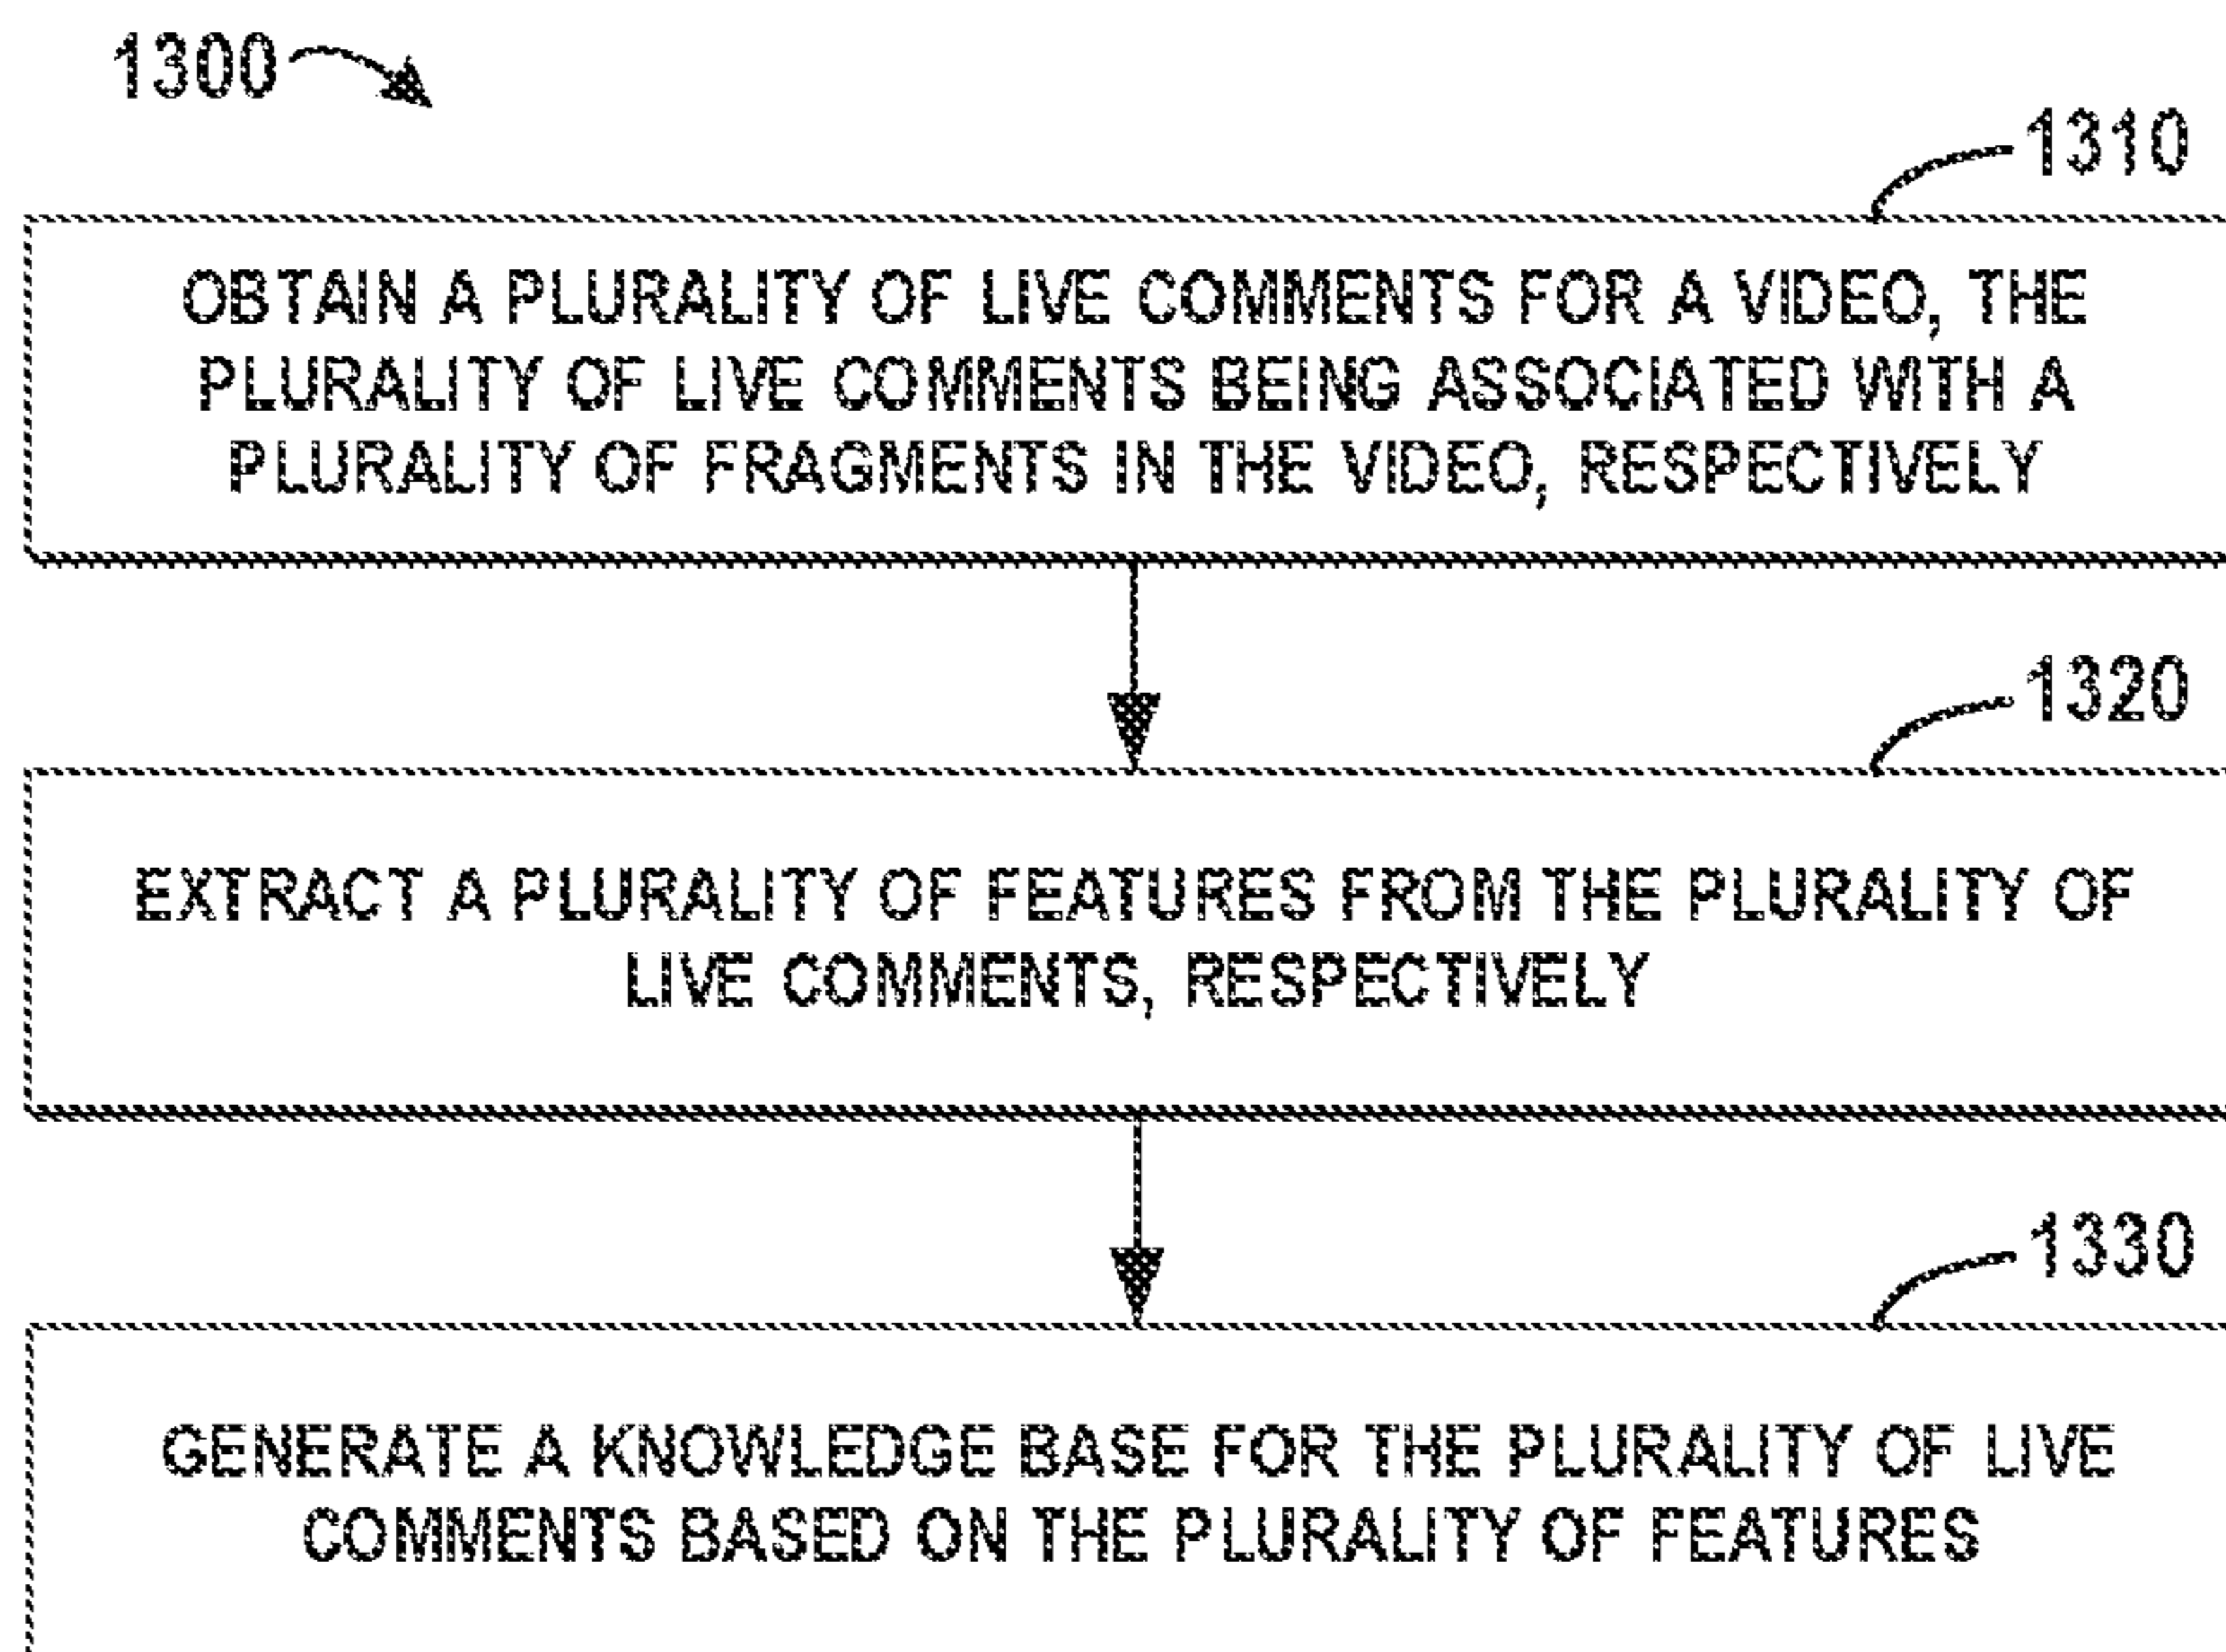 1300
1310
OBTAIN A PLURALITY OF LIVE COMMENTS FOR A VIDEO, THE
PLURALITY OF LIVE COMMENTS BEING ASSOCIATED WITH A
PLURALITY OF FRAGMENTS IN THE VIDEO, RESPECTIVELY
1320
EXTRACT A PLURALITY OF FEATURES FROM THE PLURALITY OF
LIVE COMMENTS, RESPECTIVELY
1330
GENERATE A KNOWLEDGE BASE FOR THE PLURALITY OF LIVE
COMMENTS BASED ON THE PLURALITY OF FEATURES